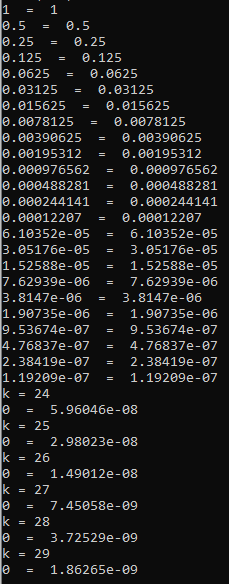 1  =  1
0.5  =  0.5
0.25  =  0.25
0.125  =  0.125
0.0625  =  0.0625
0.03125  =  0.03125
0.015625  =  0.015625
0.0078125  =  0.0078125
0.00390625  =  0.00390625
0.00195312  =  0.00195312
0.000976562  =  0.000976562
0.000488281  =  0.000488281
0.000244141  =  0.000244141
0.00012207  =  0.00012207
6.10352e-05  =  6.10352e-05
3.05176e-05  =  3.05176e-05
1.52588e-05  =  1.52588e-05
7.62939e-06  =  7.62939e-06
3.8147e-06  =  3.8147e-06
1.90735e-06  =  1.90735e-06
9.53674e-07  =  9.53674e-07
4.76837e-07  =  4.76837e-07
2.38419e-07  =  2.38419e-07
1.19209e-07  =  1.19209e-07
k = 24
0  =  5.96046e-08
k = 25
0  =  2.98023e-08
k = 26
0  =  1.49012e-08
k = 27
0  =  7.45058e-09
k = 28
0  =  3.72529e-09
k = 29
0  =  1.86265e-09